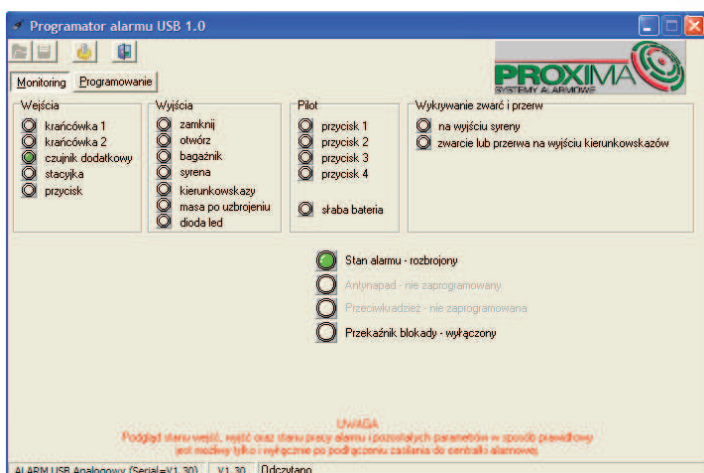 Programator alarmu USB 1.0
PROXIMA
SYSTEMY ALARMOWE
Monitoring Programowanie
Wejścia
krańcówka 1
krańcówka 2
czujnik dodatkowy
stacyjka
przycisk
Wyjścia
zamknij
otwórz
bagażnik
syrena
kierunkowskazy
masa po uzbrojeniu
dioda led
Pilot
przycisk 1
przycisk 2
przycisk 3
przycisk 4
słaba bateria
Wykrywanie zwarć i przerw
na wyjściu syreny
zwarcie lub przerwa na wyjściu kierunkowskazów
Stan alarmu - rozbrojony
Antynapad - nie zaprogramowany
Przeciwkradzież - nie zaprogramowana
Przekaźnik blokady - wyłączony
UWAGA
Podgląd stanu wejść, wyjść oraz stanu pracy alarmu i pozostałych parametrów w sposób prawidłowy
jest możliwy tylko i wyłącznie po podłączeniu zasilania do centrali alarmowej
ALARM USB Analogowy (Serial=V1.30) V1.30 Odczytano